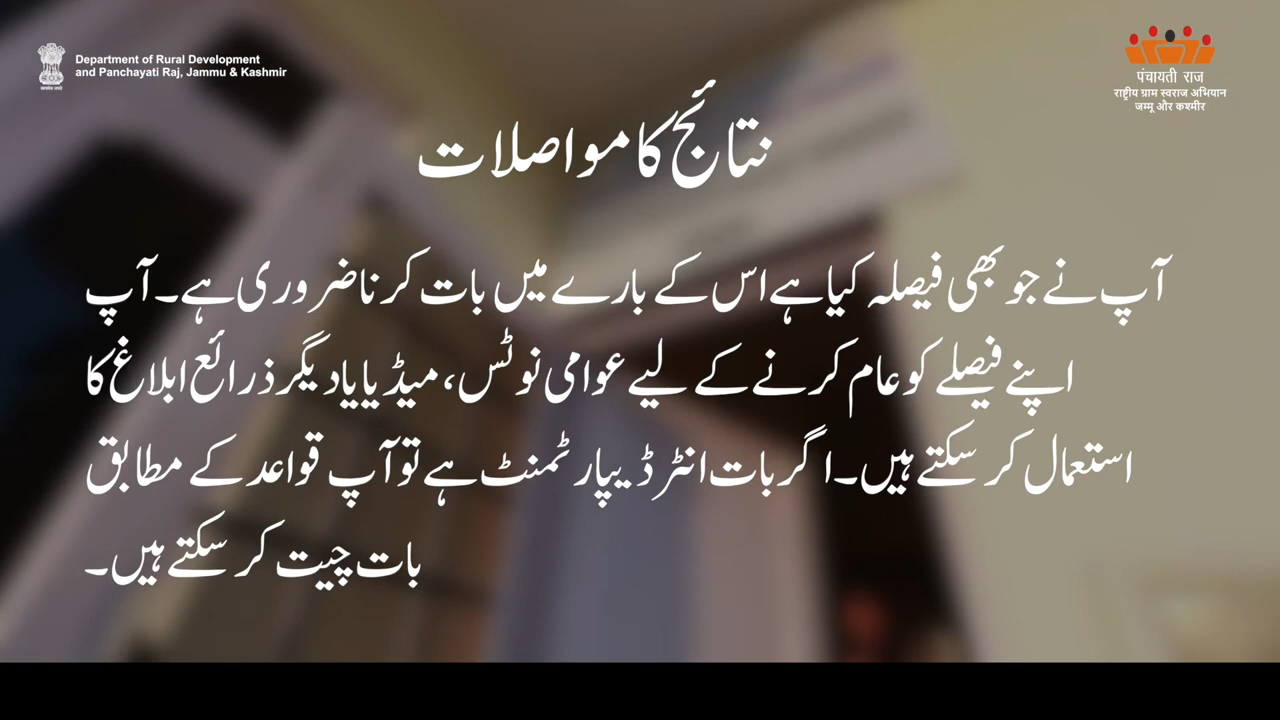 Department of Rural Development
and Panchayati Raj, Jammu & Kashmir
पंचायती राज
राष्ट्रीय ग्राम स्वराज अभियान
जम्मू और कश्मीर
نتائج کا مواصلات
آپ نے جو بھی فیصلہ کیا ہے اس کے بارے میں بات کرنا ضروری ہے۔ آپ
اپنے فیصلے کو عام کرنے کے لیے عوامی نوٹس، میڈیا یا دیگر ذرائع ابلاغ کا
استعمال کر سکتے ہیں۔ اگر بات انٹر ڈیپارٹمنٹ ہے تو آپ قواعد کے مطابق
بات چیت کر سکتے ہیں۔